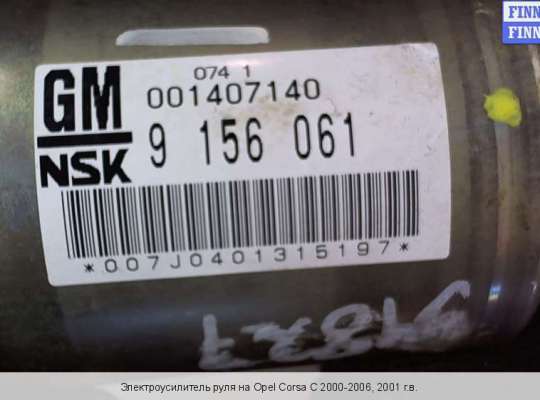 FINN
FINN
074 1
GM 001407140
NSK 9 156 061
*007J0401315197*
Электроусилитель руля на Opel Corsa C 2000-2006, 2001 г.в.